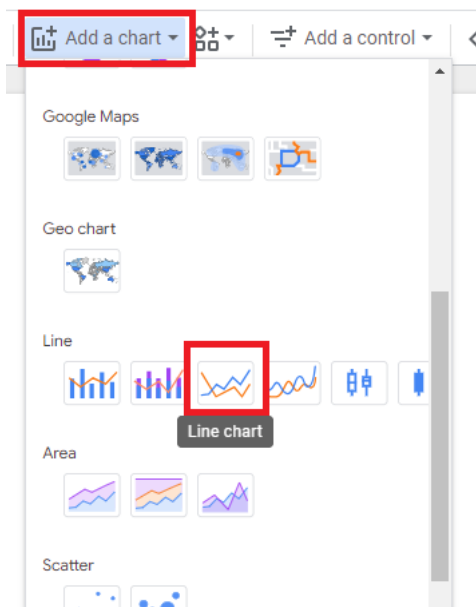 Add a chart
Add a control
Google Maps
Geo chart
Line
Line chart
Area
Scatter